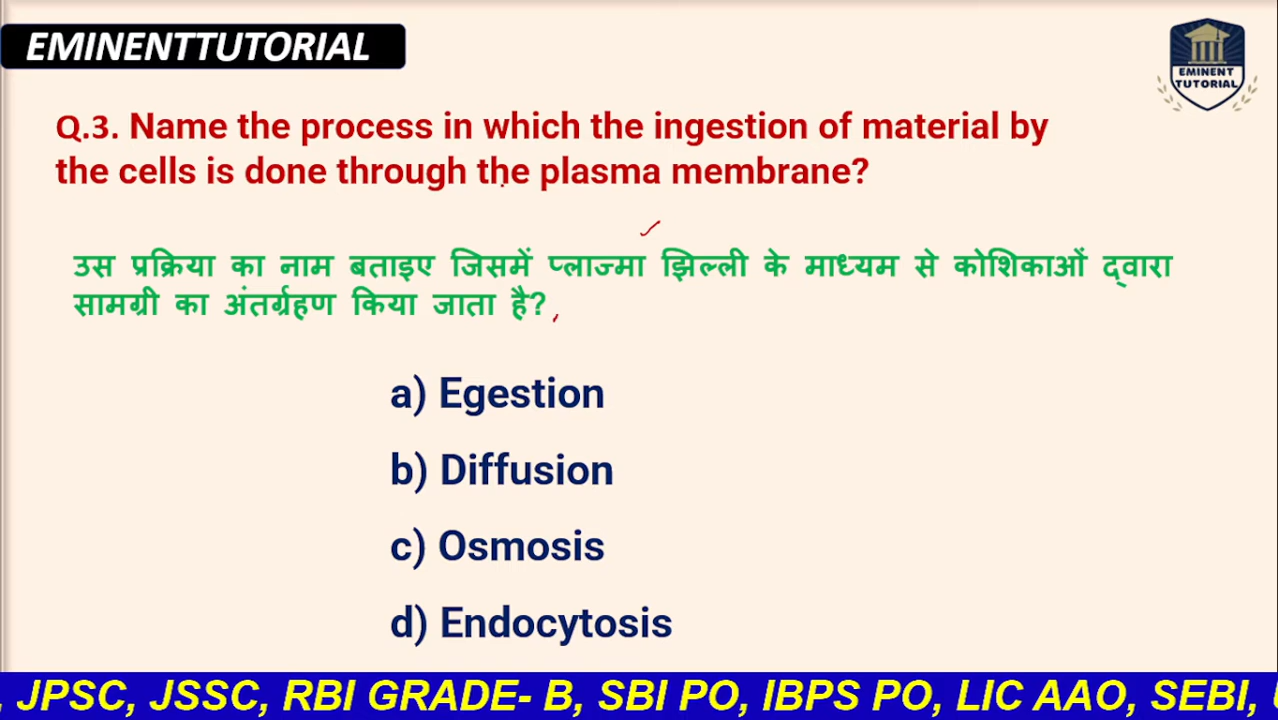 EMINENTTUTORIAL
EMINENT
TUTORIAL
Q.3. Name the process in which the ingestion of material by
the cells is done through the plasma membrane?
उस प्रक्रिया का नाम बताइए जिसमें प्लाज्मा झिल्ली के माध्यम से कोशिकाओं द्वारा
सामग्री का अंतर्ग्रहण किया जाता है?
a) Egestion
b) Diffusion
c) Osmosis
d) Endocytosis
, JPSC, JSSC, RBI GRADE- B, SBI PO, IBPS PO, LIC AAO, SEBI,